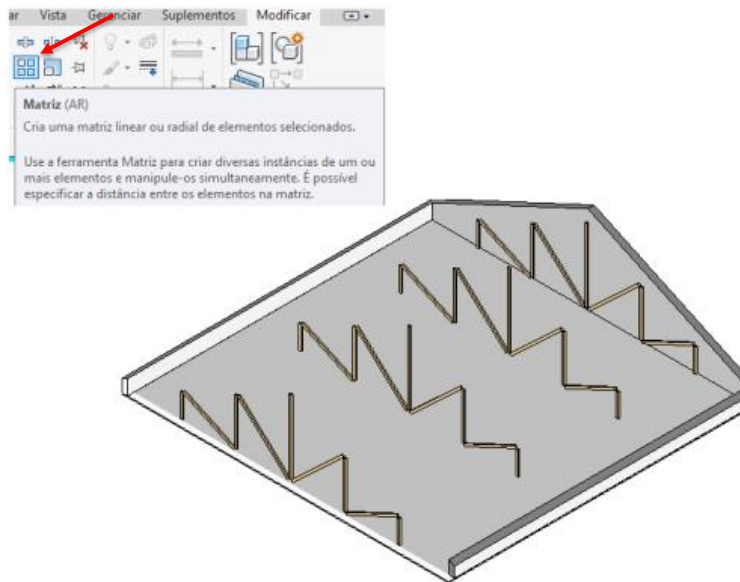 ar Vista Gerenciar Suplementos Modificar
Matriz (AR)
Cria uma matriz linear ou radial de elementos selecionados.
Use a ferramenta Matriz para criar diversas instâncias de um ou
mais elementos e manipule-os simultaneamente. É possível
especificar a distância entre os elementos na matriz.